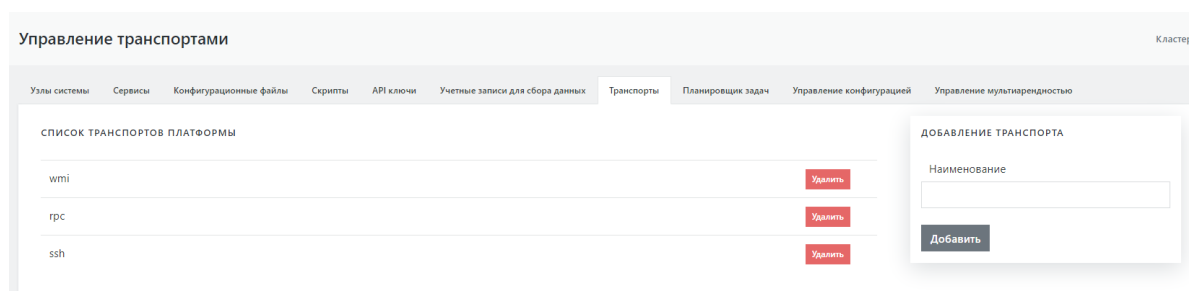 Управление транспортами
Кластер
Узлы системы Сервисы Конфигурационные файлы Скрипты API ключи Учетные записи для сбора данных Транспорты Планировщик задач Управление конфигурацией Управление мультиарендностью
СПИСОК ТРАНСПОРТОВ ПЛАТФОРМЫ
wmi Удалить
rpc Удалить
ssh Удалить
ДОБАВЛЕНИЕ ТРАНСПОРТА
Наименование
Добавить